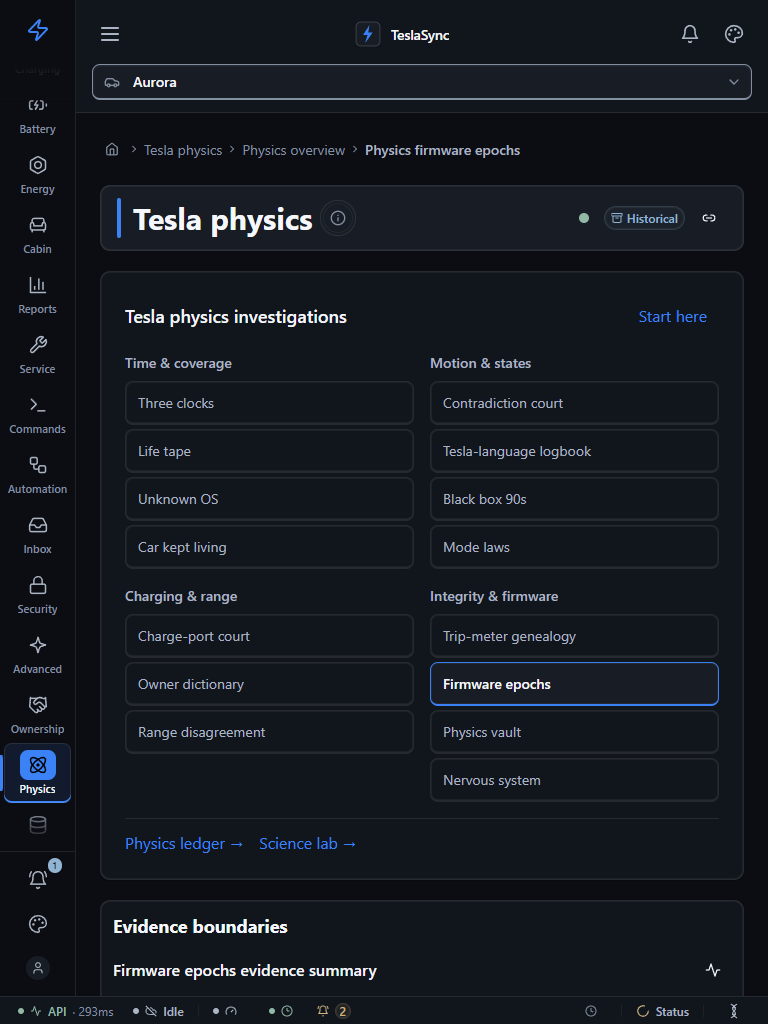 TeslaSync
Aurora
Charging
Battery
Energy
Cabin
Reports
Service
Commands
Automation
Inbox
Security
Advanced
Ownership
Physics
1
Tesla physics › Physics overview › Physics firmware epochs
Tesla physics
Historical
Tesla physics investigations
Start here
Time & coverage
Three clocks
Life tape
Unknown OS
Car kept living
Motion & states
Contradiction court
Tesla-language logbook
Black box 90s
Mode laws
Charging & range
Charge-port court
Owner dictionary
Range disagreement
Integrity & firmware
Trip-meter genealogy
Firmware epochs
Physics vault
Nervous system
Physics ledger → Science lab →
Evidence boundaries
Firmware epochs evidence summary
API · 293ms Idle 2 Status